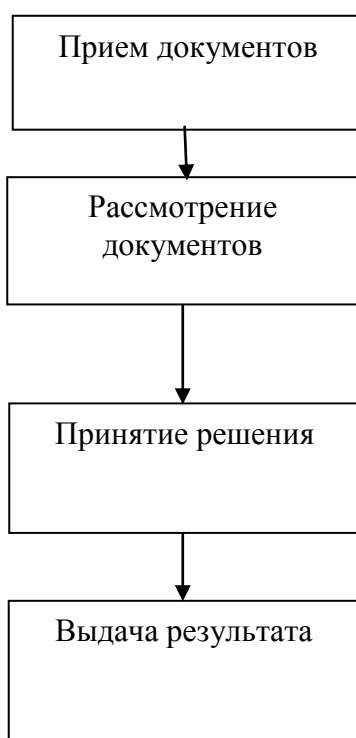 Прием документов
Рассмотрение
документов
Принятие решения
Выдача результата